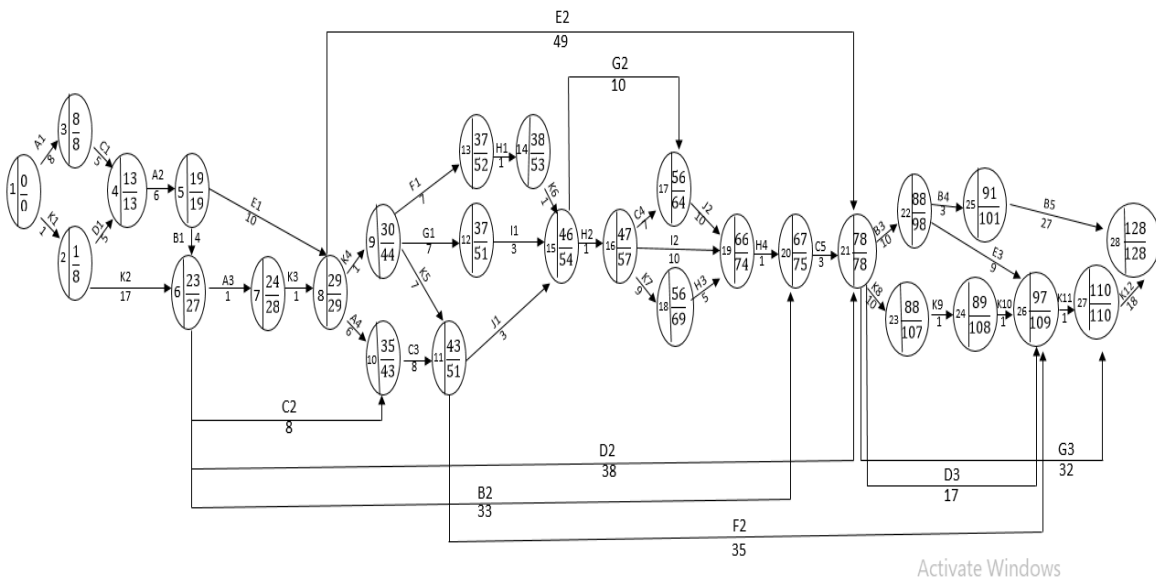 E2
49
G2
10
A1
8
3
8
8
C1
5
1
0
0
K1
1
2
1
8
D1
5
4
13
13
A2
6
5
19
19
E1
10
B1
4
K2
17
6
23
27
A3
1
7
24
28
K3
1
8
29
29
K4
1
A4
6
9
30
44
F1
7
G1
7
K5
7
10
35
43
C3
8
11
43
51
13
37
52
H1
1
14
38
53
K6
1
12
37
51
I1
3
J1
3
15
46
54
H2
1
16
47
57
C4
7
I2
10
K7
9
17
56
64
J2
10
18
56
69
H3
5
19
66
74
H4
1
20
67
75
C5
3
21
78
78
B3
10
K8
10
22
88
98
B4
3
25
91
101
B5
27
E3
9
23
88
107
K9
1
24
89
108
K10
1
26
97
109
K11
1
27
110
110
K12
18
28
128
128
C2
8
D2
38
B2
33
F2
35
G3
32
D3
17
Activate Windows